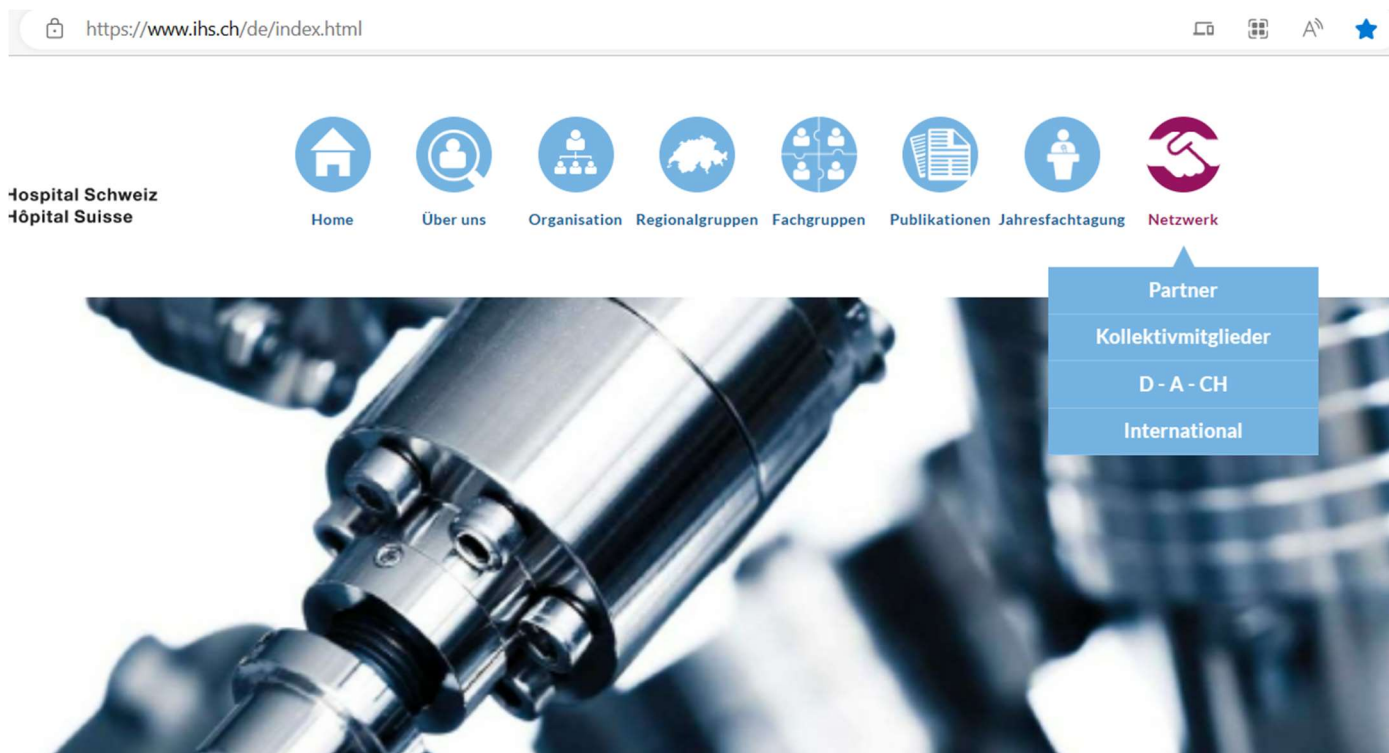 https://www.ihs.ch/de/index.html
Hospital Schweiz
Hôpital Suisse
Home Über uns Organisation Regionalgruppen Fachgruppen Publikationen Jahresfachtagung Netzwerk
Partner
Kollektivmitglieder
D - A - CH
International